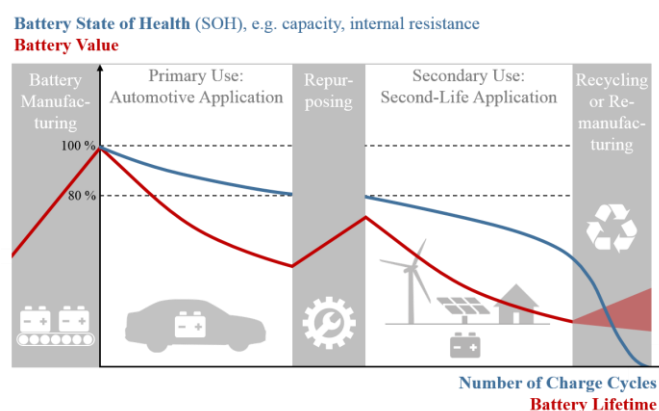 Battery State of Health (SOH), e.g. capacity, internal resistance
Battery Value
Battery
Manufac-
turing
Primary Use:
Automotive Application
Repur-
posing
Secondary Use:
Second-Life Application
Recycling
or Re-
manufac-
turing
100 %
80 %
Number of Charge Cycles
Battery Lifetime